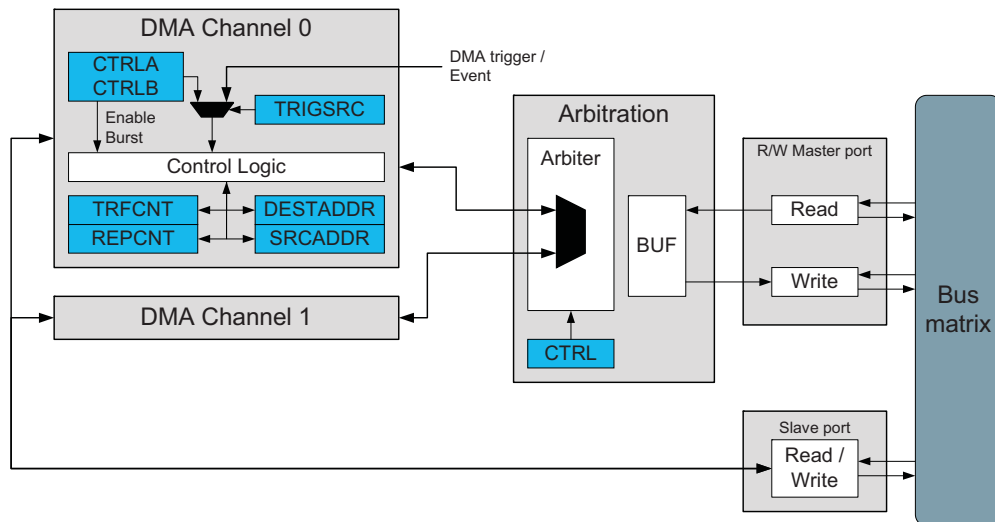 DMA Channel 0
CTRLA
CTRLB
DMA trigger /
Event
TRIGSRC
Enable
Burst
Control Logic
TRFCNT
DESTADDR
REPCNT
SRCADDR
DMA Channel 1
Arbitration
Arbiter
BUF
CTRL
R/W Master port
Read
Write
Slave port
Read /
Write
Bus
matrix